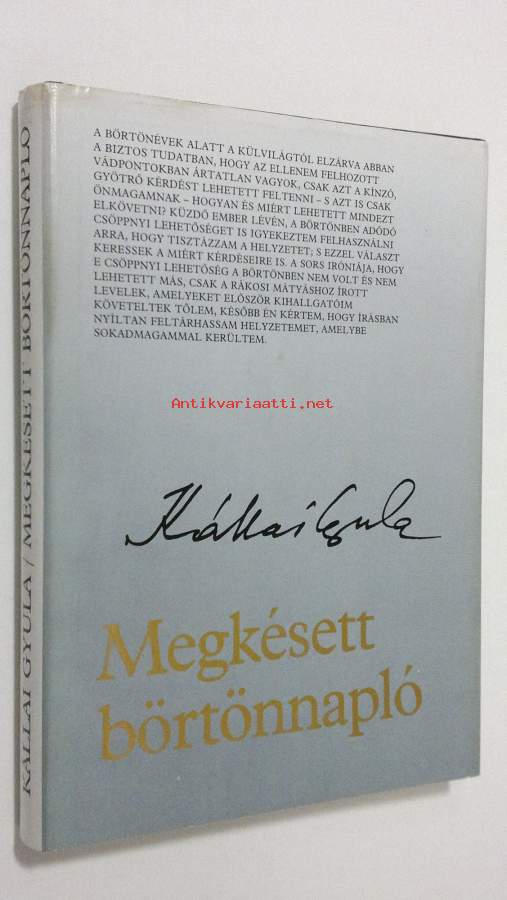 A BÖRTÖNÉVEK ALATT A KÜLVILÁGTÓL ELZÁRVA ABBAN
A BIZTOS TUDATBAN, HOGY AZ ELLENEM FELHOZOTT
VÁDPONTOKBAN ÁRTATLAN VAGYOK, CSAK AZT A KÍNZÓ,
GYÖTRŐ KÉRDÉST LEHETETT FELTENNI – S AZT IS CSAK
ÖNMAGAMNAK – HOGYAN ÉS MIÉRT LEHETETT MINDEZT
ELKÖVETNI? KÜZDŐ EMBER LÉVÉN, A BÖRTÖNBEN ADÓDÓ
CSÖPPNYI LEHETŐSÉGET IS IGYEKEZTEM FELHASZNÁLNI
ARRA, HOGY TISZTÁZZAM A HELYZETET; S EZZEL VÁLASZT
KERESSEK A MIÉRT KÉRDÉSEIRE IS. A SORS IRÓNIÁJA, HOGY
E CSÖPPNYI LEHETŐSÉG A BÖRTÖNBEN NEM VOLT ÉS NEM
LEHETETT MÁS, CSAK A RÁKOSI MÁTYÁSHOZ ÍROTT
LEVELEK, AMELYEKET ELŐSZÖR KIHALLGATÓIM
KÖVETELTEK TŐLEM, KÉSŐBB ÉN KÉRTEM, HOGY ÍRÁSBAN
NYÍLTAN FELTÁRHASSAM HELYZETEMET, AMELYBE
SOKADMAGAMMAL KERÜLTEM.
Antikvariaatti.net
Kállai Gyula
Megkésett
börtönnapló
KÁLLAI GYULA / MEGKÉSETT BÖRTÖNNAPLÓ